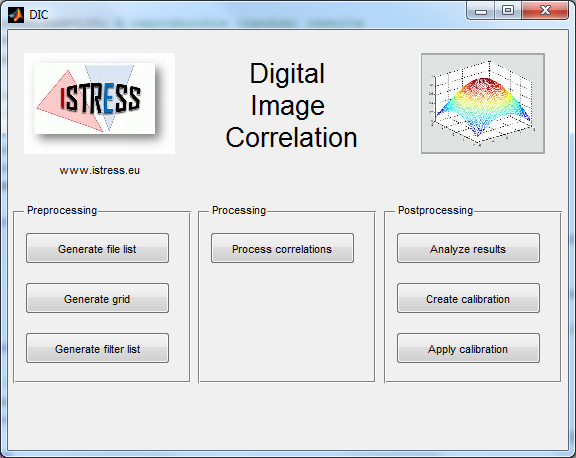 DIC
ISTRESS
www.istress.eu
Digital
Image
Correlation
Preprocessing
Generate file list
Generate grid
Generate filter list
Processing
Process correlations
Postprocessing
Analyze results
Create calibration
Apply calibration